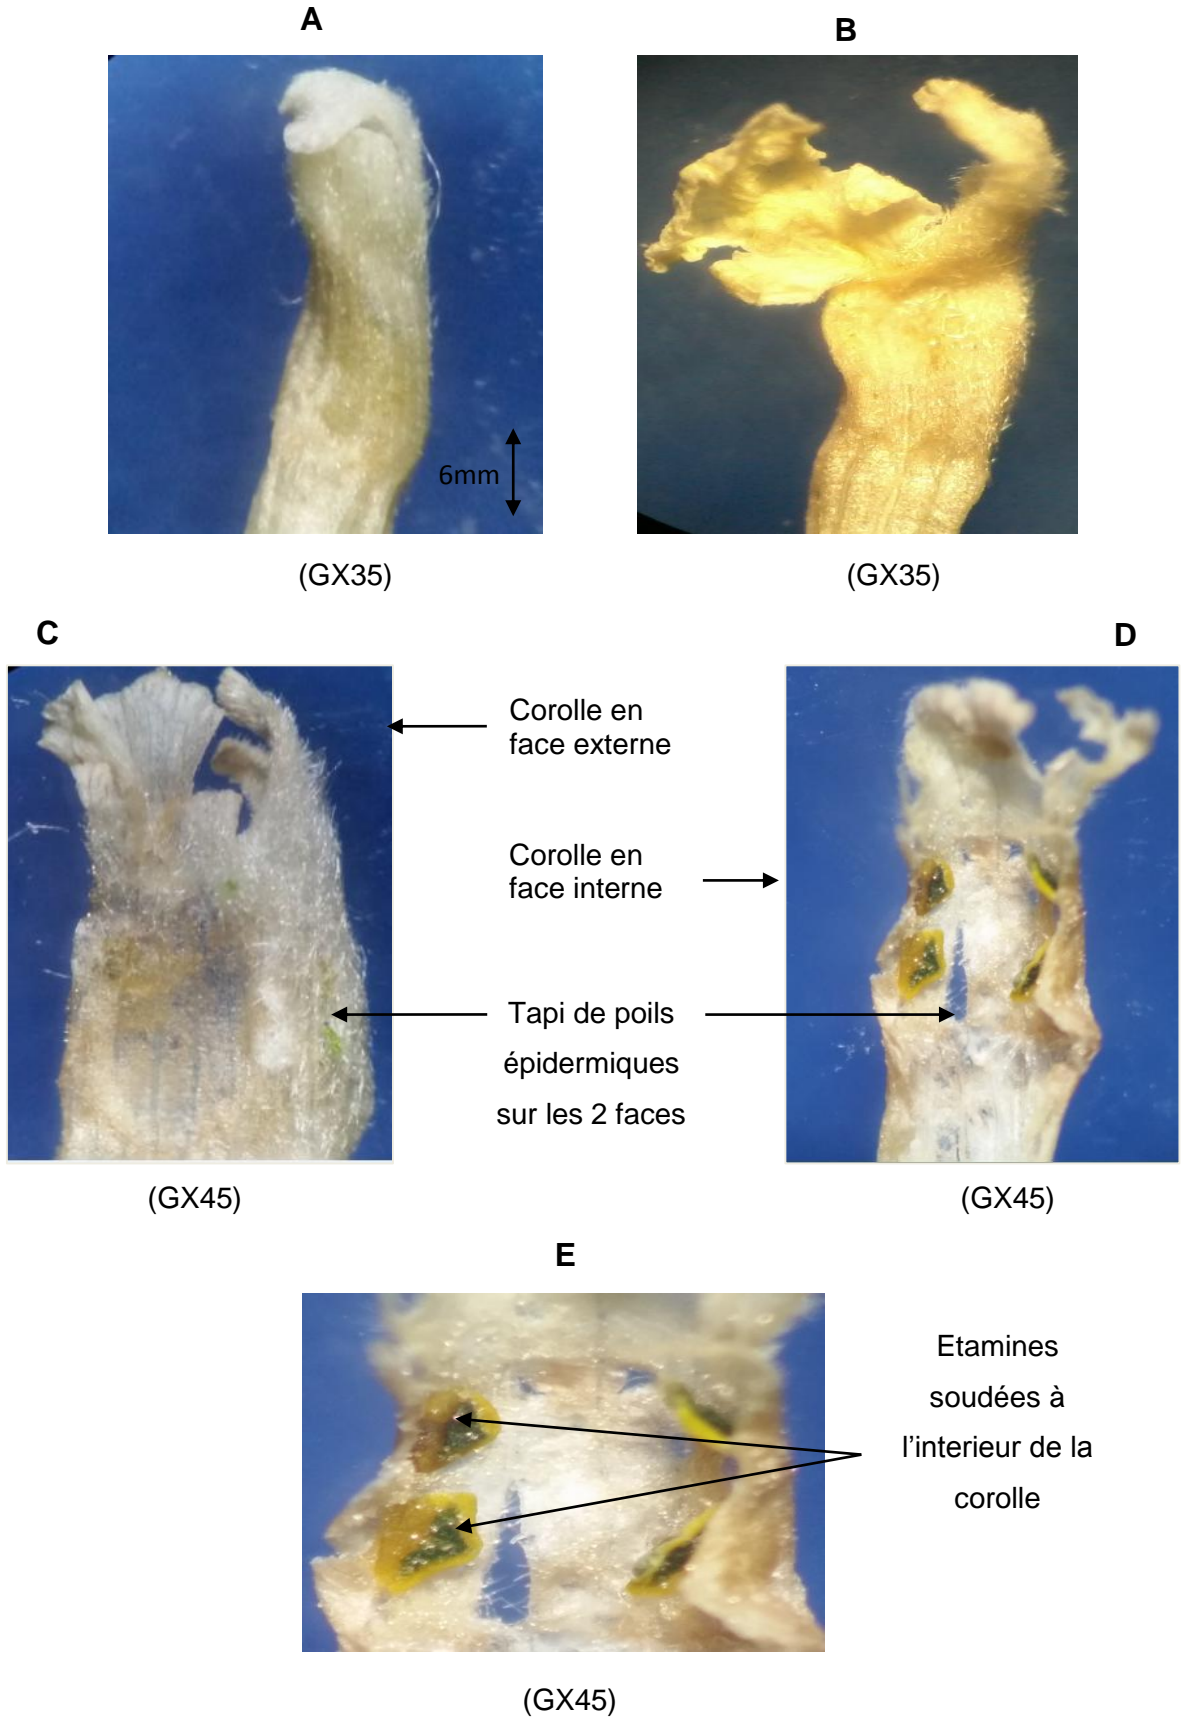 A
B
6mm
(GX35)
(GX35)
C
D
Corolle en
face externe
Corolle en
face interne
Tapi de poils
épidermiques
sur les 2 faces
(GX45)
(GX45)
E
Etamines
soudées à
l'interieur de la
corolle
(GX45)